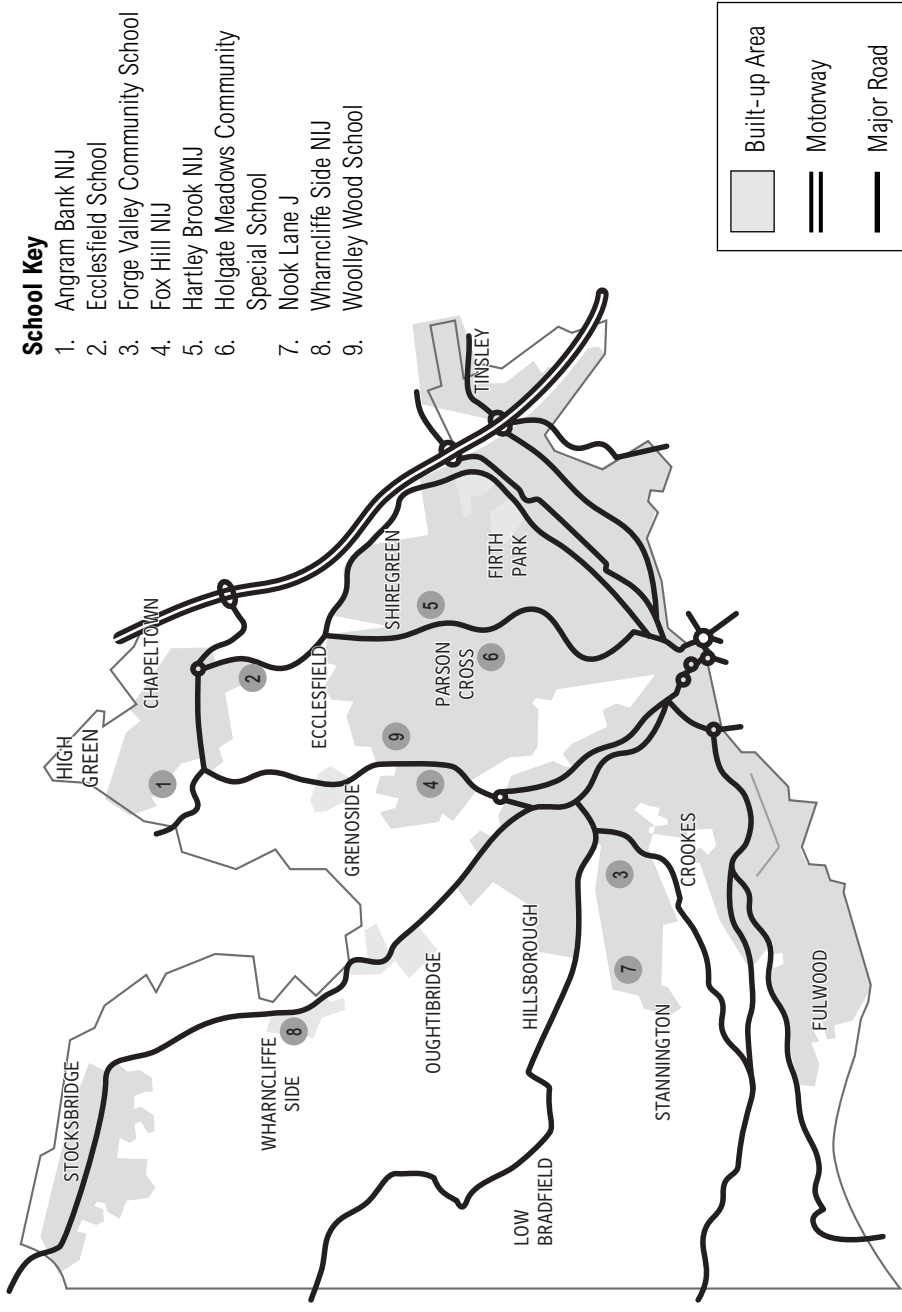 School Key
1. Angram Bank NIJ
2. Ecclesfield School
3. Forge Valley Community School
4. Fox Hill NIJ
5. Hartley Brook NIJ
6. Holgate Meadows Community
Special School
7. Nook Lane J
8. Wharncliffe Side NIJ
9. Woolley Wood School
STOCKSBRIDGE
HIGH
GREEN
CHAPELTOWN
1
2
WHARNCLIFFE
SIDE
8
GRENOSIDE
ECCLESFIELD
9
4
SHIREGREEN
5
PARSON
CROSS
6
FIRTH
PARK
TINSLEY
OUGHTIBRIDGE
HILLSBOROUGH
LOW
BRADFIELD
3
7
STANNINGTON
CROOKES
FULWOOD
Built-up Area
Motorway
Major Road